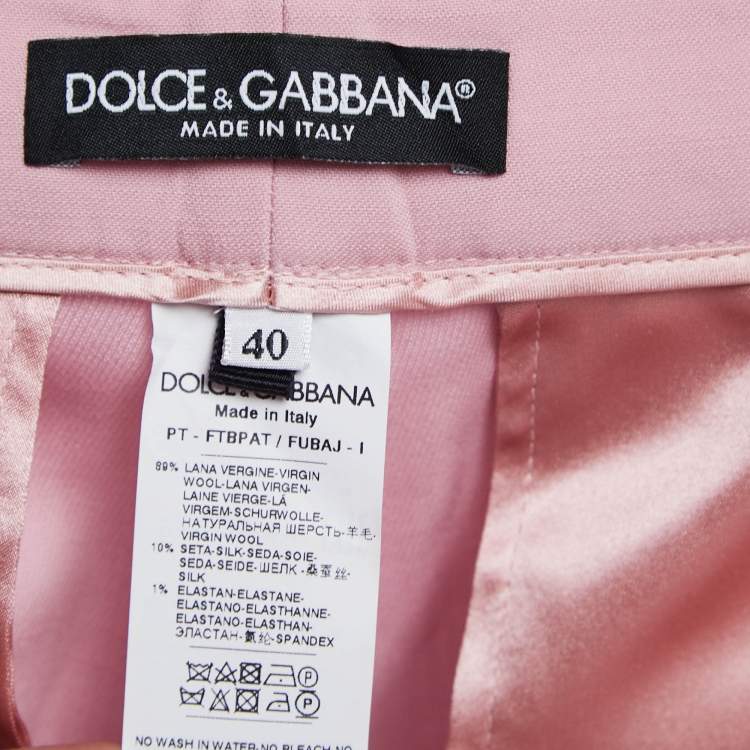 DOLCE & GABBANA®
MADE IN ITALY
40
DOLCE & GABBANA
Made in Italy
PT - FTBPAT / FUBAJ - I
89% LANA VERGINE-VIRGIN
WOOL-LANA VIRGEN-
LAINE VIERGE-LÃ
VIRGEM-SCHURWOLLE-
НАТУРАЛЬНАЯ ШЕРСТЬ-羊毛-
VIRGIN WOOL
10% SETA-SILK-SEDA-SOIE-
SEDA-SEIDE-ШЕЛК -桑蚕丝-
SILK
1% ELASTAN-ELASTANE-
ELASTANO-ELASTHANNE-
ELASTANO-ELASTHAN-
ЭЛАСТАН-氨纶-SPANDEX
P
P
NO WASH IN WATER-NO BLEACH-NO